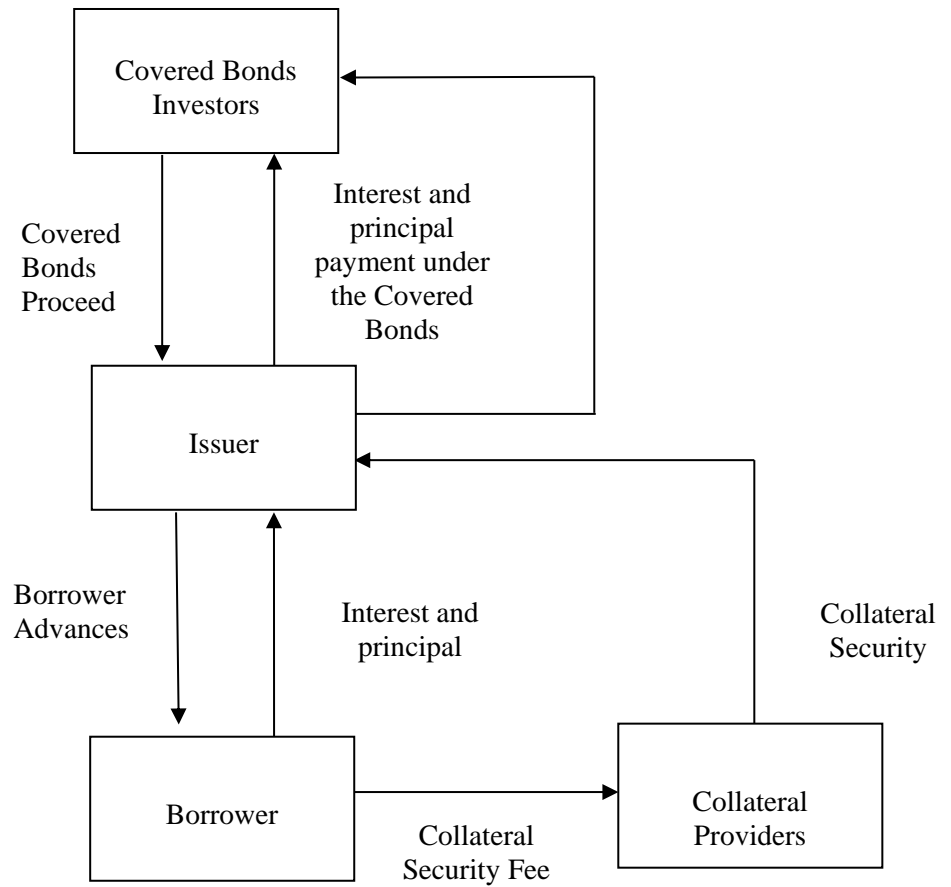 Covered Bonds
Investors
Covered
Bonds
Proceed
Interest and
principal
payment under
the Covered
Bonds
Issuer
Borrower
Advances
Interest and
principal
Collateral
Security
Borrower
Collateral
Security Fee
Collateral
Providers